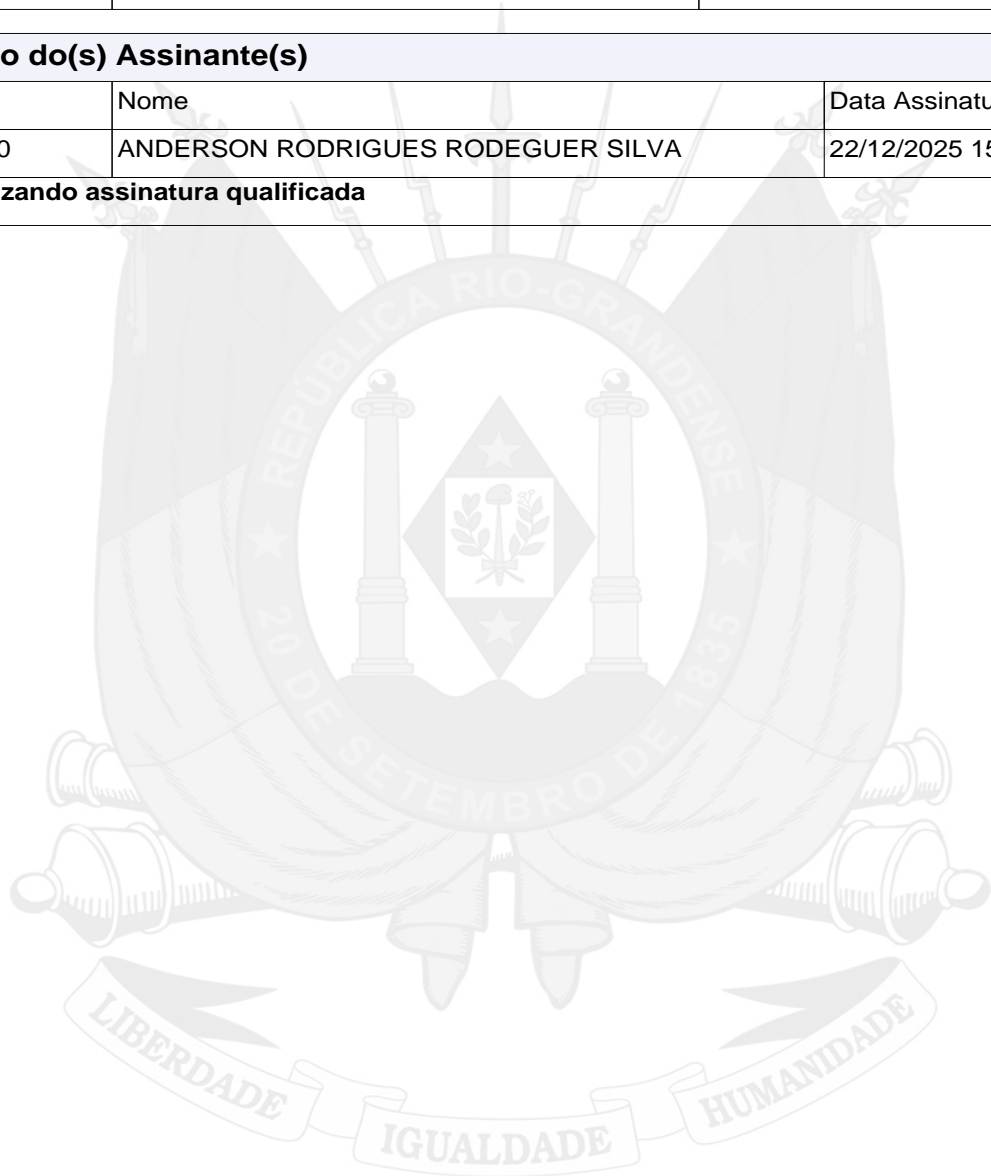 o do(s) Assinante(s)
Nome Data Assinatu
0 ANDERSON RODRIGUES RODEGUER SILVA 22/12/2025 15
zando assinatura qualificada
REPÚBLICA RIO-GRANDENSE
20 DE SETEMBRO DE 1835
LIBERDADE IGUALDADE HUMANIDADE